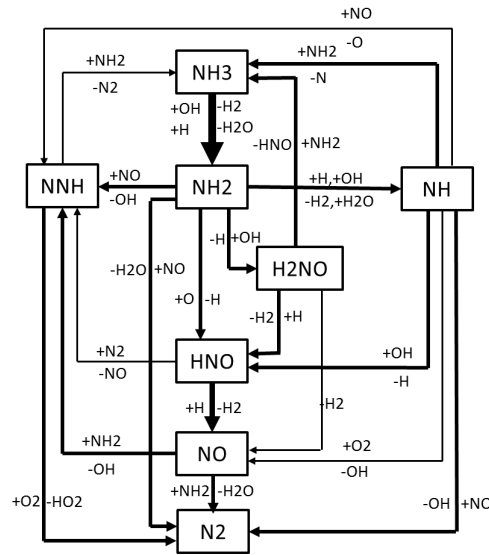 +NO
-O
+NH2
-N2
NH3
+NH2
-N
+OH
-H2
+H
-H2O
-HNO
+NH2
NNH
+NO
-OH
NH2
+H,+OH
-H2,+H2O
NH
-H
+OH
-H2O
+NO
H2NO
+O
-H
-H2
+H
+N2
-NO
HNO
+OH
-H
+H
-H2
-H2
+NH2
-OH
NO
+O2
-OH
+O2
-HO2
+NH2
-H2O
-OH
+NO
N2